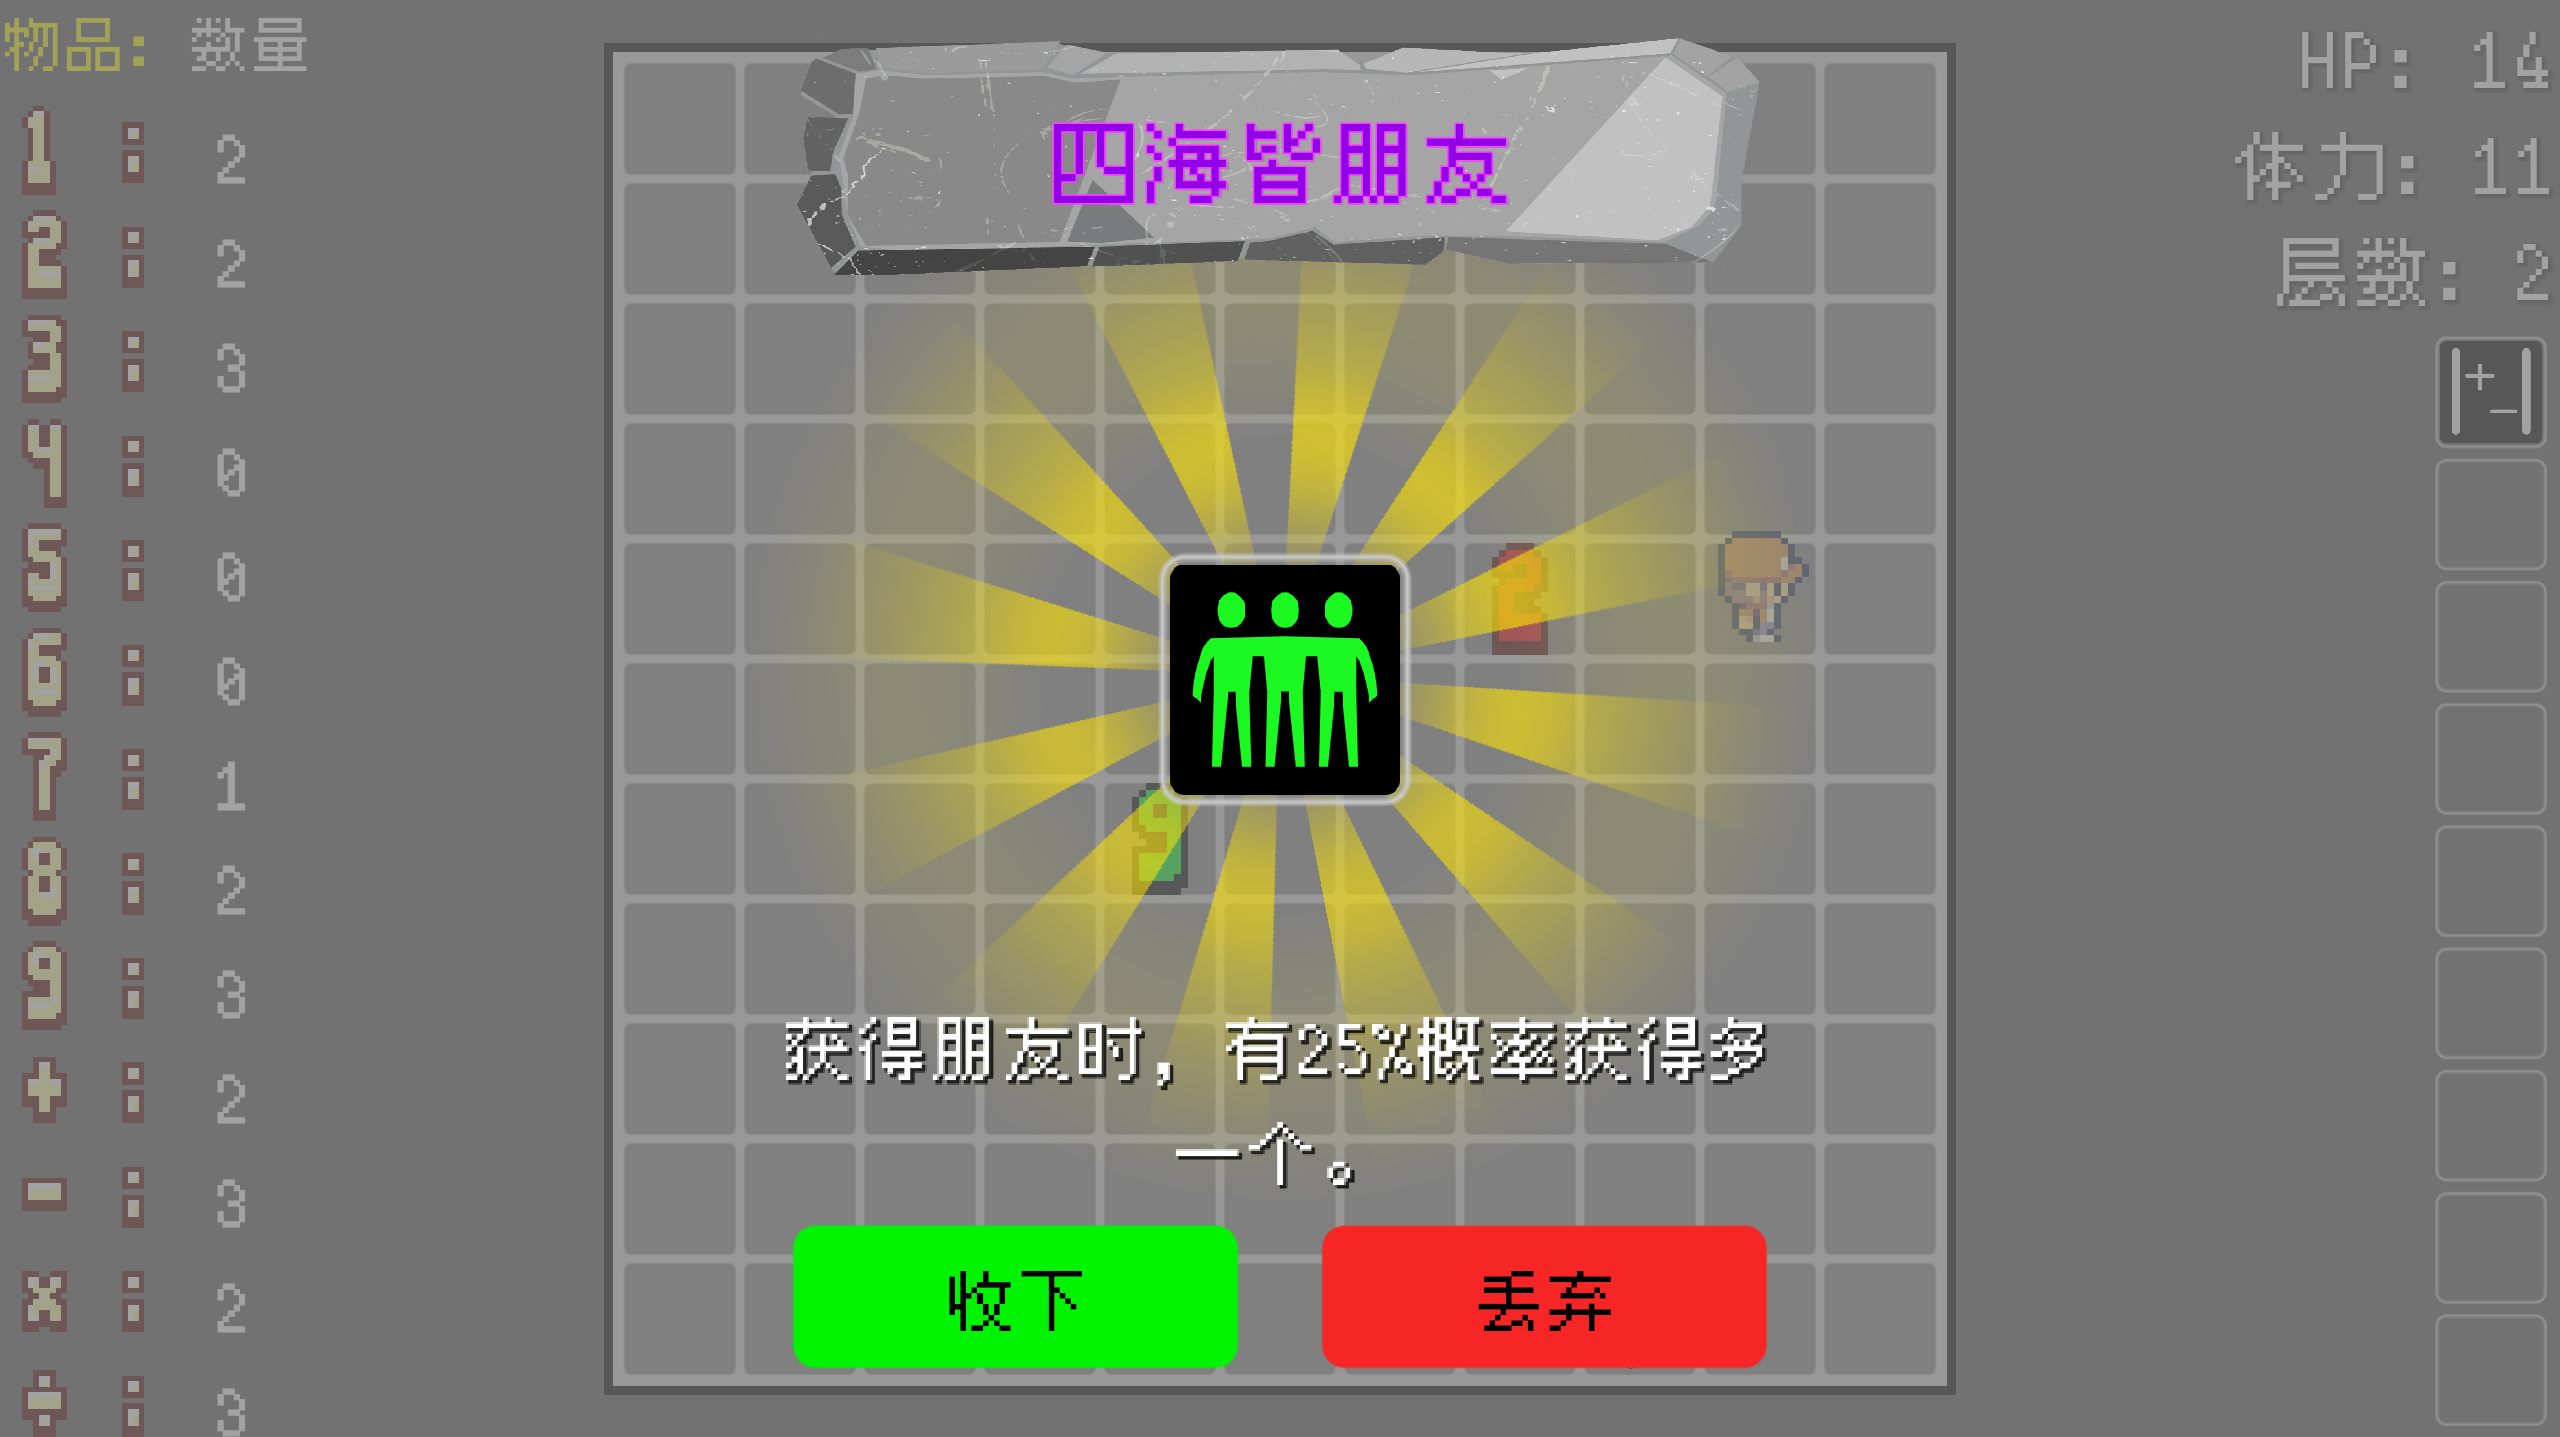 物品: 数量
1 : 2
2 : 2
3 : 3
4 : 0
5 : 0
6 : 0
7 : 1
8 : 2
9 : 3
+ : 2
- : 3
x : 2
÷ : 3
四海皆朋友
2
9
获得朋友时，有25%概率获得多
一个。
收下
丢弃
HP: 14
体力: 11
层数: 2
|+-|